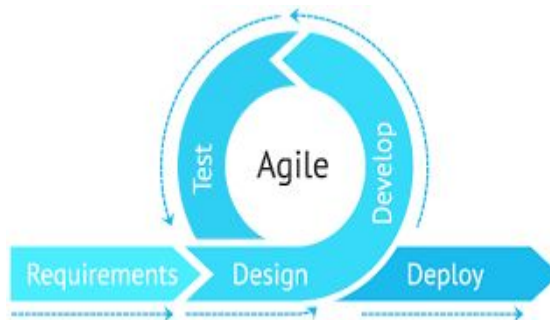 Test
Agile
Develop
Requirements
Design
Deploy